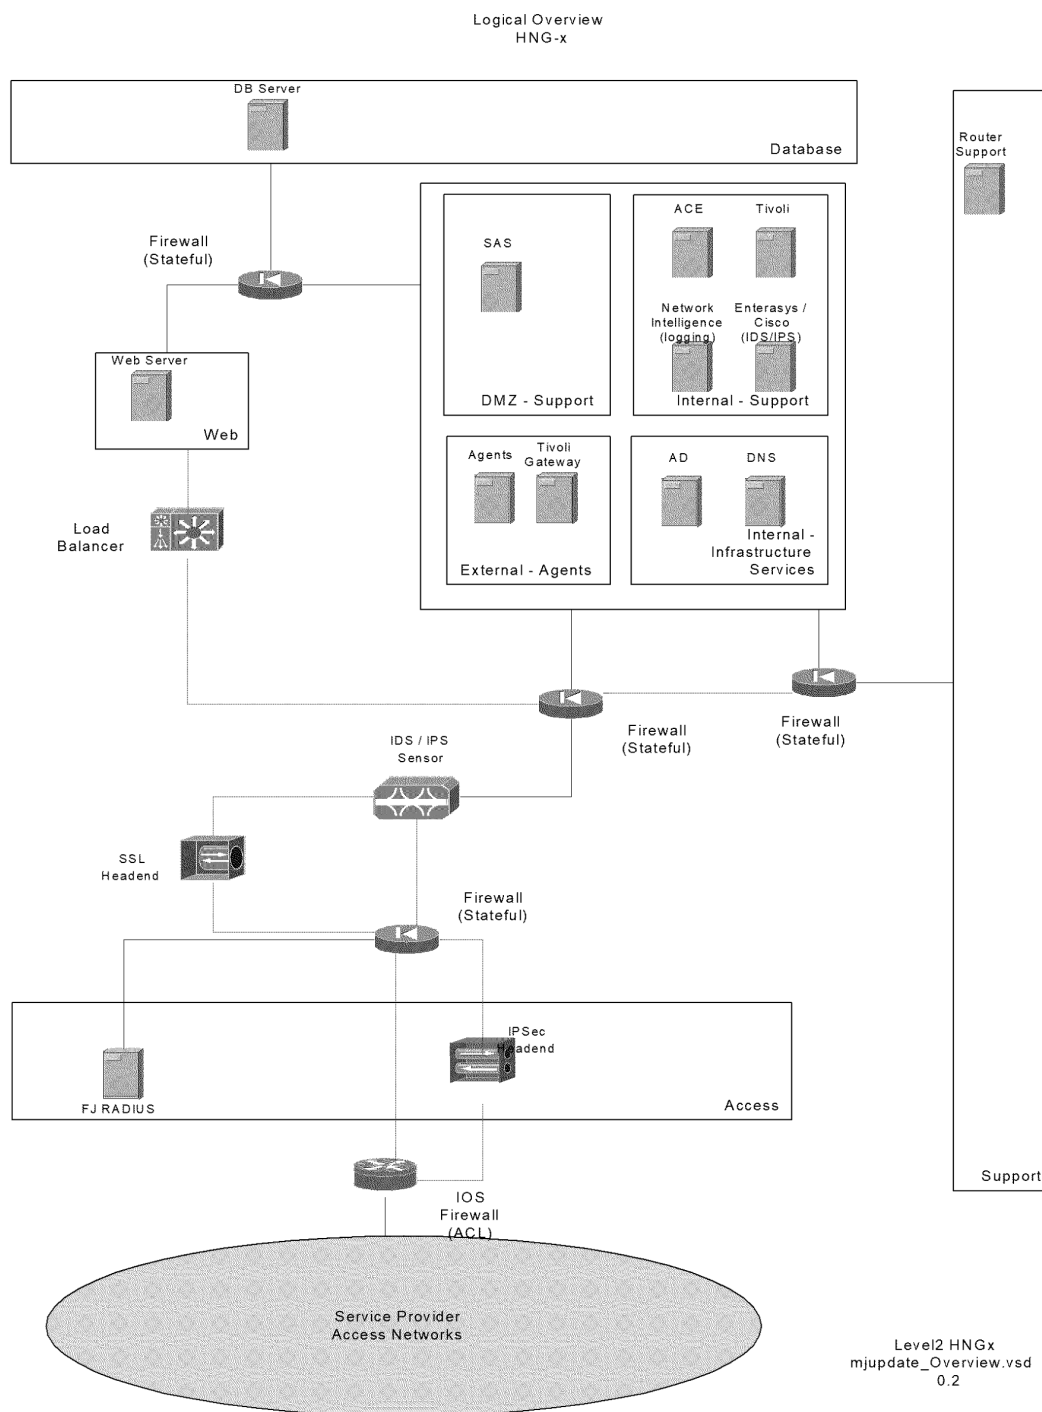 Logical Overview
HNG-x
DB Server
Database
Router
Support
Firewall
(Stateful)
SAS
DMZ - Support
ACE
Tivoli
Network
Intelligence
(logging)
Enterasys /
Cisco
(IDS/IPS)
Internal - Support
Web Server
Web
Agents
Tivoli
Gateway
External - Agents
AD
DNS
Internal -
Infrastructure
Services
Load
Balancer
Firewall
(Stateful)
Firewall
(Stateful)
IDS / IPS
Sensor
SSL
Headend
Firewall
(Stateful)
IPSec
Headend
FJ RADIUS
Access
Support
IOS
Firewall
(ACL)
Service Provider
Access Networks
Level2 HNGx
mjupdate_Overview.vsd
0.2